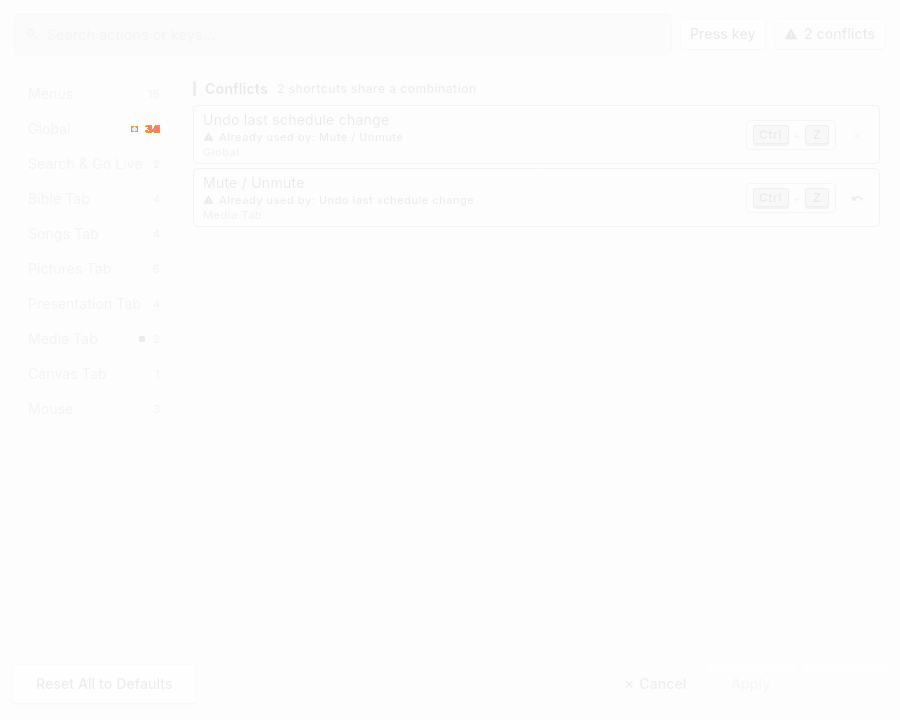 Search actions or keys...
Press key
2 conflicts
Menus 15
Global
Search & Go Live 2
Bible Tab 4
Songs Tab 4
Pictures Tab 6
Presentation Tab 4
Media Tab 2
Canvas Tab 1
Mouse 3
Conflicts 2 shortcuts share a combination
Undo last schedule change
Already used by: Mute / Unmute
Global
Ctrl + Z
Mute / Unmute
Already used by: Undo last schedule change
Media Tab
Ctrl + Z
Reset All to Defaults
× Cancel
Apply